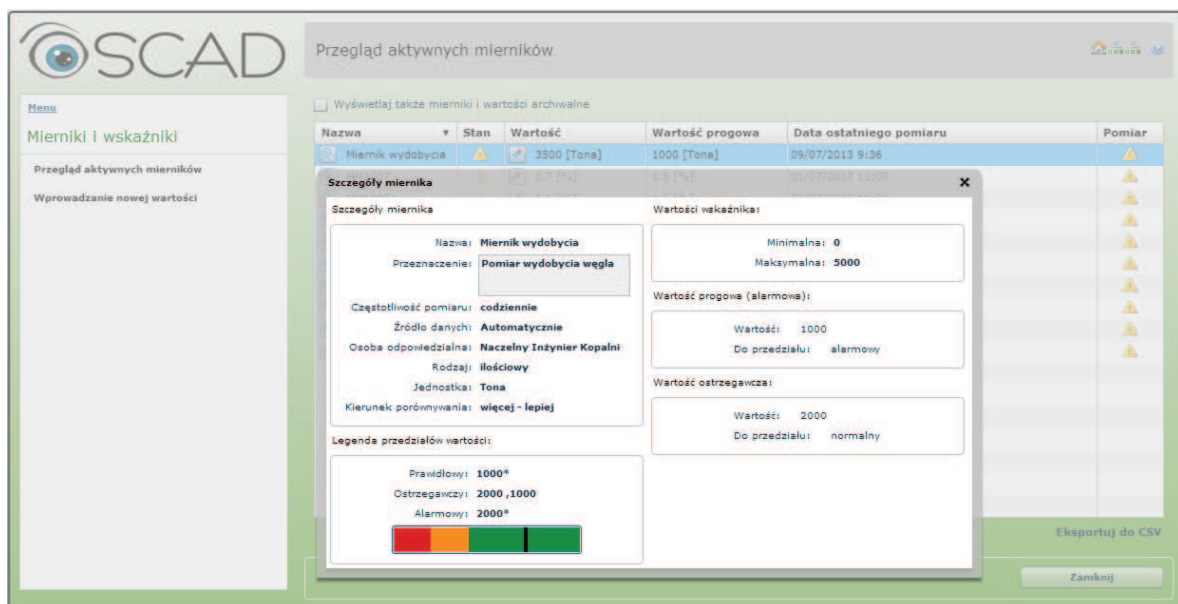 OSCAD
Przegląd aktywnych mierników
Menu
Mierniki i wskaźniki
Przegląd aktywnych mierników
Wprowadzanie nowej wartości
Wyświetlaj także mierniki i wartości archiwalne
Nazwa Stan Wartość Wartość progowa Data ostatniego pomiaru Pomiar
Miernik wydobycia 3500 [Tona] 1000 [Tona] 09/07/2013 9:36
Szczegóły miernika
Szczegóły miernika
Nazwa: Miernik wydobycia
Przeznaczenie: Pomiar wydobycia węgla
Częstotliwość pomiaru: codziennie
Źródło danych: Automatycznie
Osoba odpowiedzialna: Naczelny Inżynier Kopalni
Rodzaj: ilościowy
Jednostka: Tona
Kierunek porównywania: więcej - lepiej
Legenda przedziałów wartości:
Prawidłowy: 1000*
Ostrzegawczy: 2000 ,1000
Alarmowy: 2000*
Wartości wskaźnika:
Minimalna: 0
Maksymalna: 5000
Wartość progowa (alarmowa):
Wartość: 1000
Do przedziału: alarmowy
Wartość ostrzegawcza:
Wartość: 2000
Do przedziału: normalny
Eksportuj do CSV
Zamknij